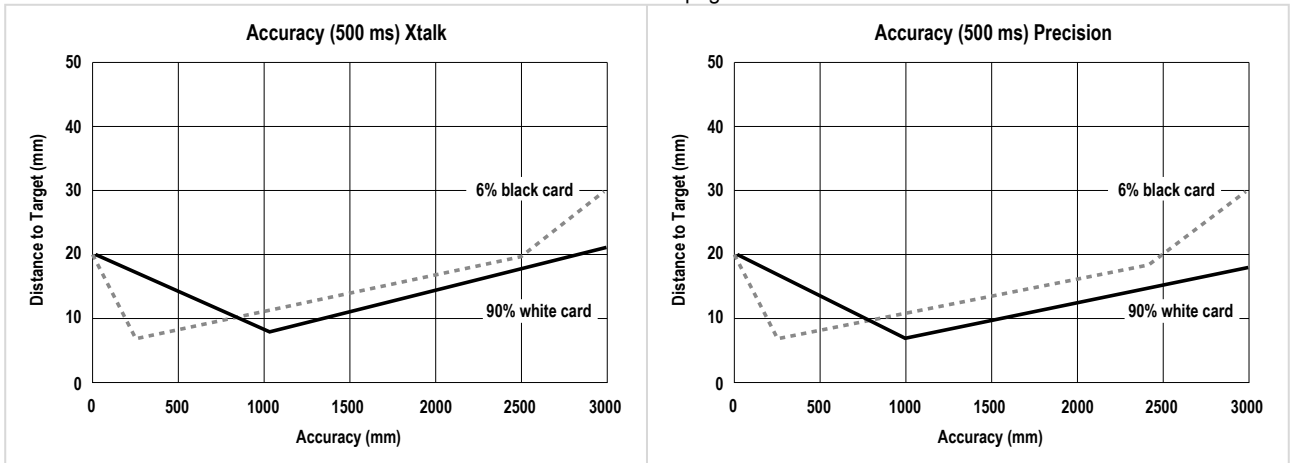 Accuracy (500 ms) Xtalk
50
40
30
20
10
0
Distance to Target (mm)
6% black card
90% white card
0 500 1000 1500 2000 2500 3000
Accuracy (mm)
Accuracy (500 ms) Precision
50
40
30
20
10
0
Distance to Target (mm)
6% black card
90% white card
0 500 1000 1500 2000 2500 3000
Accuracy (mm)